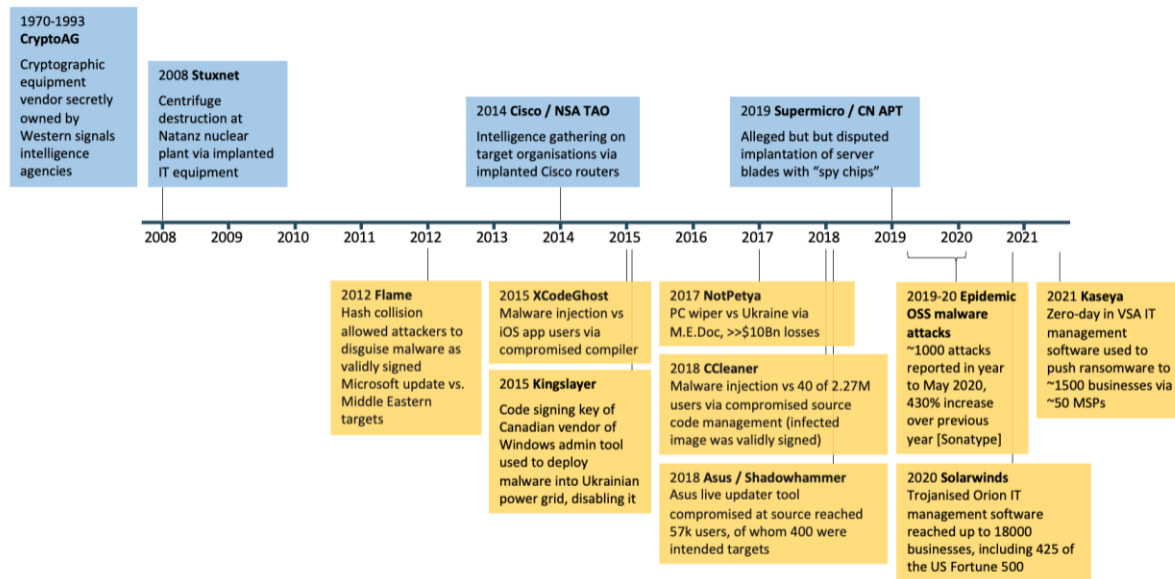 1970-1993
CryptoAG
Cryptographic
equipment
vendor secretly
owned by
Western signals
intelligence
agencies
2008 Stuxnet
Centrifuge
destruction at
Natanz nuclear
plant via implanted
IT equipment
2014 Cisco / NSA TAO
Intelligence gathering on
target organisations via
implanted Cisco routers
2019 Supermicro / CN APT
Alleged but but disputed
implantation of server
blades with “spy chips”
2008 2009 2010 2011 2012 2013 2014 2015 2016 2017 2018 2019 2020 2021
2012 Flame
Hash collision
allowed attackers to
disguise malware as
validly signed
Microsoft update vs.
Middle Eastern
targets
2015 XCodeGhost
Malware injection vs
iOS app users via
compromised compiler
2015 Kingslayer
Code signing key of
Canadian vendor of
Windows admin tool
used to deploy
malware into Ukrainian
power grid, disabling it
2017 NotPetya
PC wiper vs Ukraine via
M.E.Doc, >>$10Bn losses
2018 CCleaner
Malware injection vs 40 of 2.27M
users via compromised source
code management (infected
image was validly signed)
2018 Asus / Shadowhammer
Asus live updater tool
compromised at source reached
57k users, of whom 400 were
intended targets
2019-20 Epidemic
OSS malware
attacks
~1000 attacks
reported in year
to May 2020,
430% increase
over previous
year [Sonatype]
2020 Solarwinds
Trojanised Orion IT
management software
reached up to 18000
businesses, including 425 of
the US Fortune 500
2021 Kaseya
Zero-day in VSA IT
management
software used to
push ransomware to
~1500 businesses via
~50 MSPs